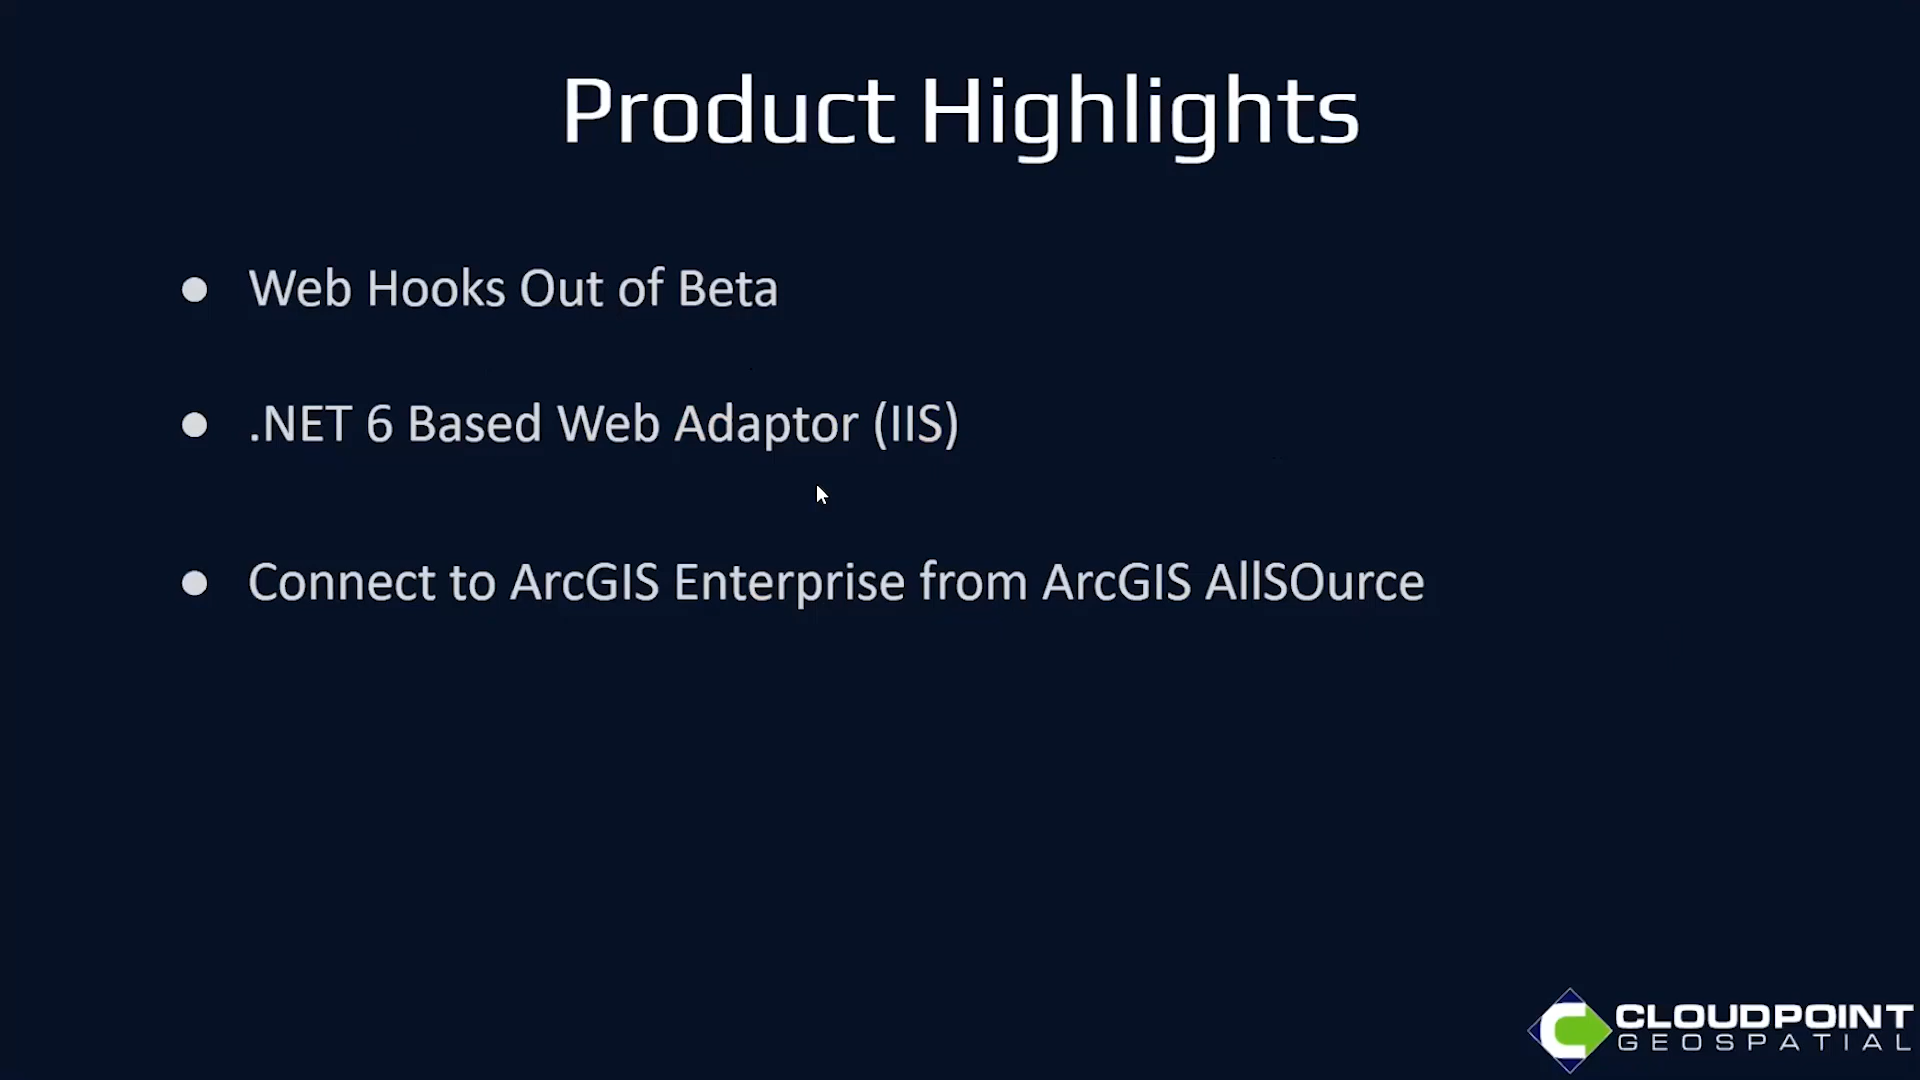 Product Highlights
● Web Hooks Out of Beta
● .NET 6 Based Web Adaptor (IIS)
● Connect to ArcGIS Enterprise from ArcGIS AllSOurce
CLOUDPOINT
GEOSPATIAL